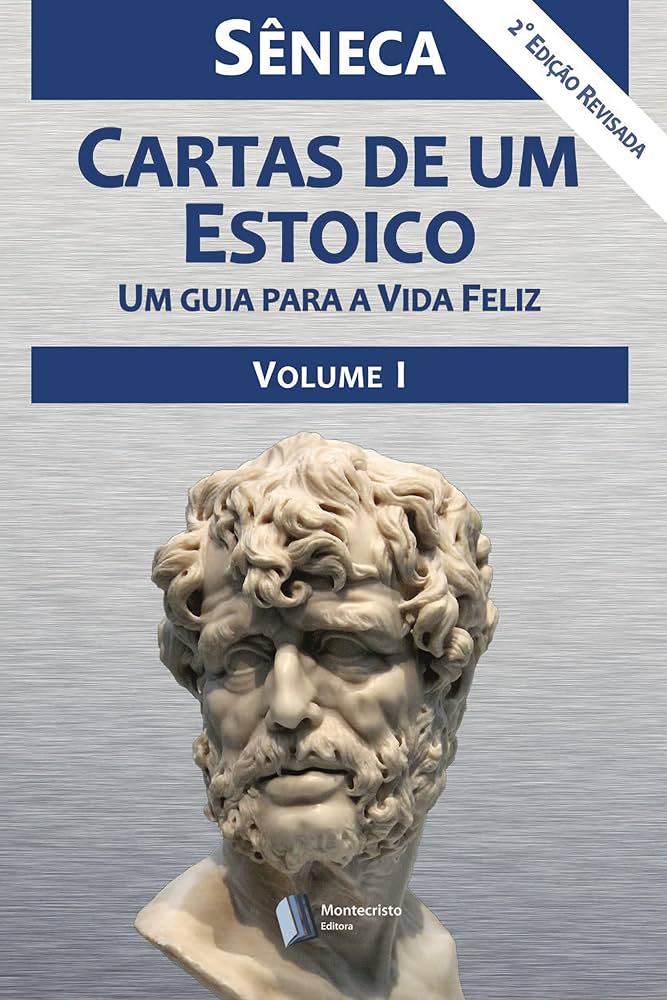 SÊNECA
2° EDIÇÃO REVISADA
CARTAS DE UM
ESTOICO
UM GUIA PARA A VIDA FELIZ
VOLUME I
Montecristo
Editora